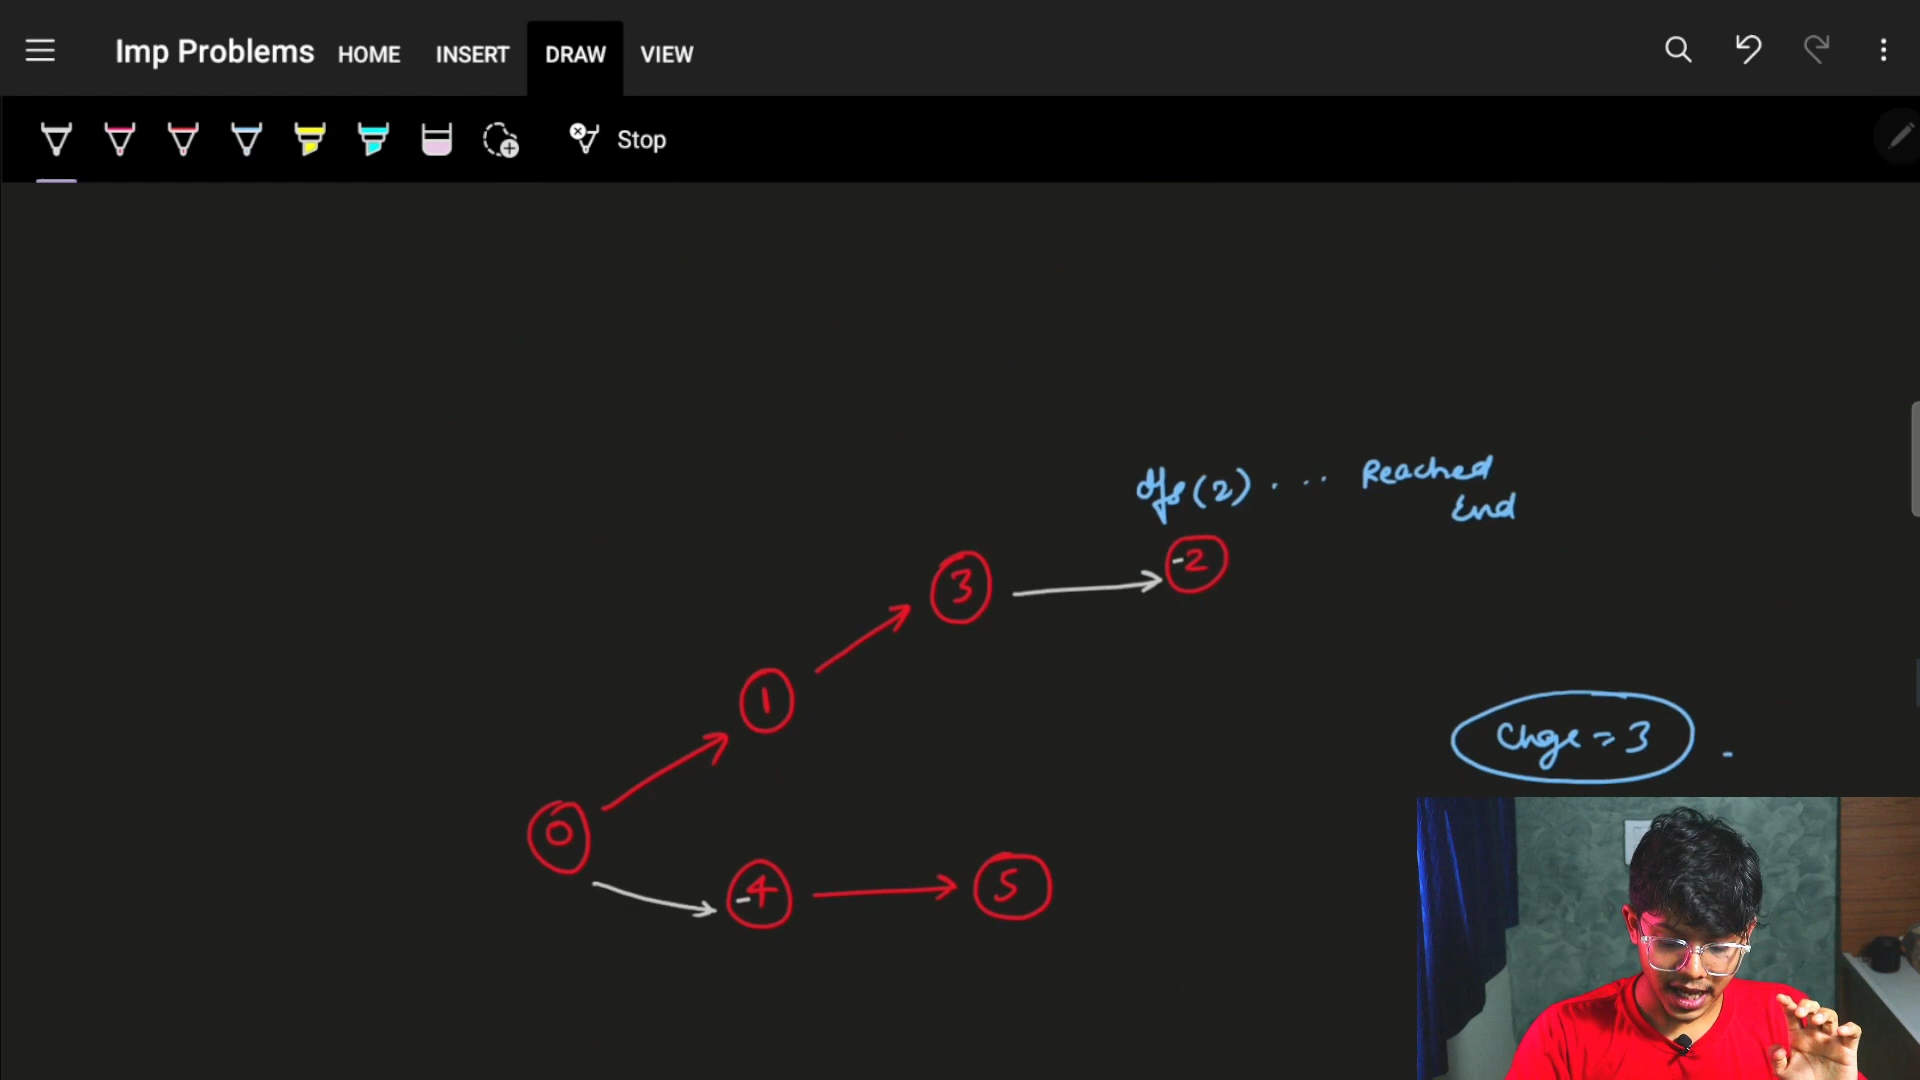 Imp Problems HOME INSERT DRAW VIEW
Stop
dfs(2) . ... Reached
End
-2
3
1
Chge = 3 .
0
-4
5